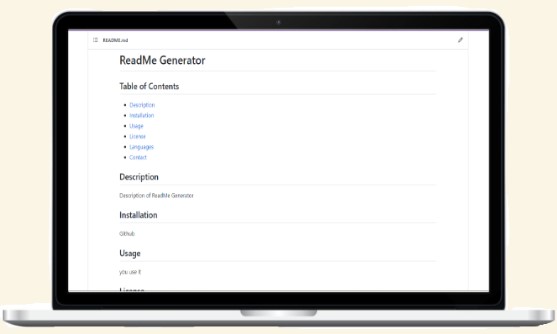 README.md
ReadMe Generator
Table of Contents
Description
Installation
Usage
License
Languages
Contact
Description
Description of ReadMe Generator
Installation
Github
Usage
you use it
License